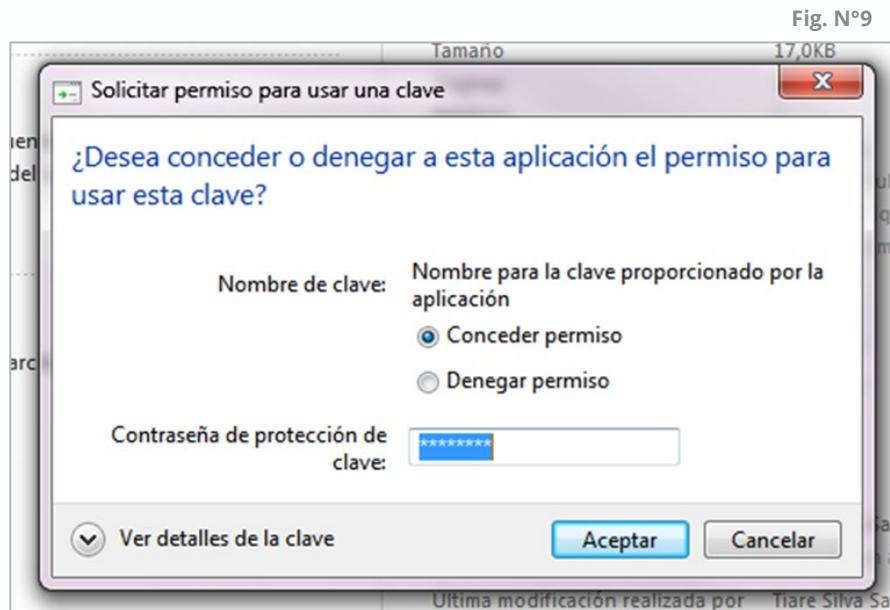 Fig. N°9
Tamaño 17,0KB
Solicitar permiso para usar una clave
¿Desea conceder o denegar a esta aplicación el permiso para
usar esta clave?
Nombre de clave:
Nombre para la clave proporcionado por la
aplicación
Conceder permiso
Denegar permiso
Contraseña de protección de
clave:
********
Ver detalles de la clave
Aceptar
Cancelar
Última modificación realizada por Tiare Silva Sa